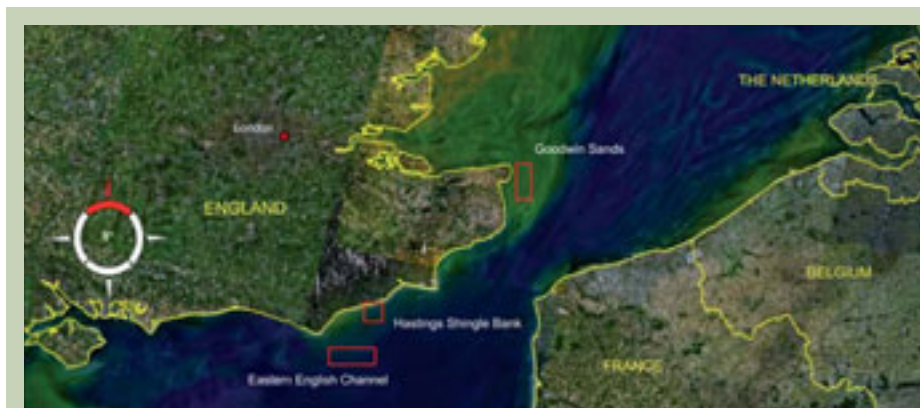 THE NETHERLANDS
London
Goodwin Sands
ENGLAND
BELGIUM
Hastings Shingle Bank
FRANCE
Eastern English Channel